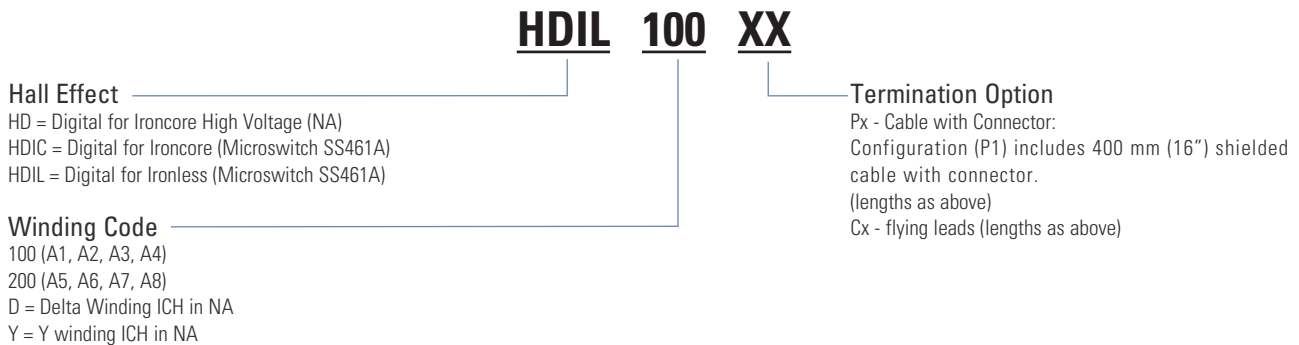 HDIL 100 XX
Hall Effect
HD = Digital for Ironcore High Voltage (NA)
HDIC = Digital for Ironcore (Microswitch SS461A)
HDIL = Digital for Ironless (Microswitch SS461A)
Winding Code
100 (A1, A2, A3, A4)
200 (A5, A6, A7, A8)
D = Delta Winding ICH in NA
Y = Y winding ICH in NA
Termination Option
Px - Cable with Connector:
Configuration (P1) includes 400 mm (16”) shielded
cable with connector.
(lengths as above)
Cx - flying leads (lengths as above)